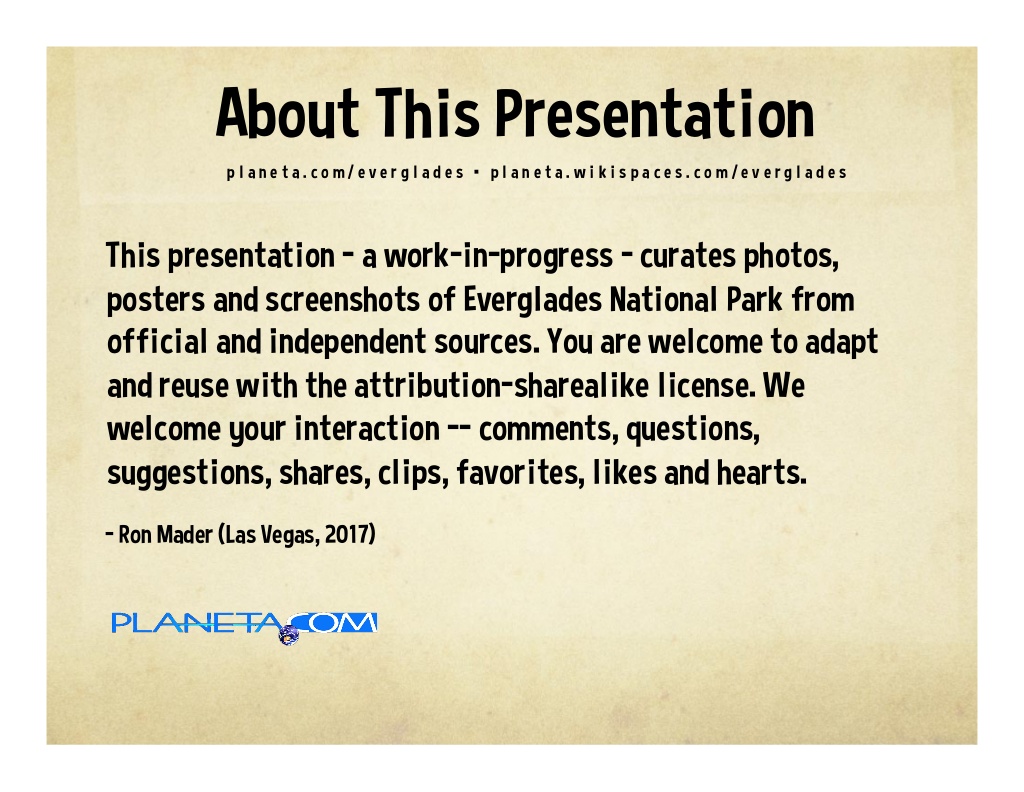 About This Presentation
planeta.com/everglades • planeta.wikispaces.com/everglades
This presentation – a work-in-progress – curates photos,
posters and screenshots of Everglades National Park from
official and independent sources. You are welcome to adapt
and reuse with the attribution-sharealike license. We
welcome your interaction -- comments, questions,
suggestions, shares, clips, favorites, likes and hearts.
– Ron Mader (Las Vegas, 2017)
PLANETA.COM